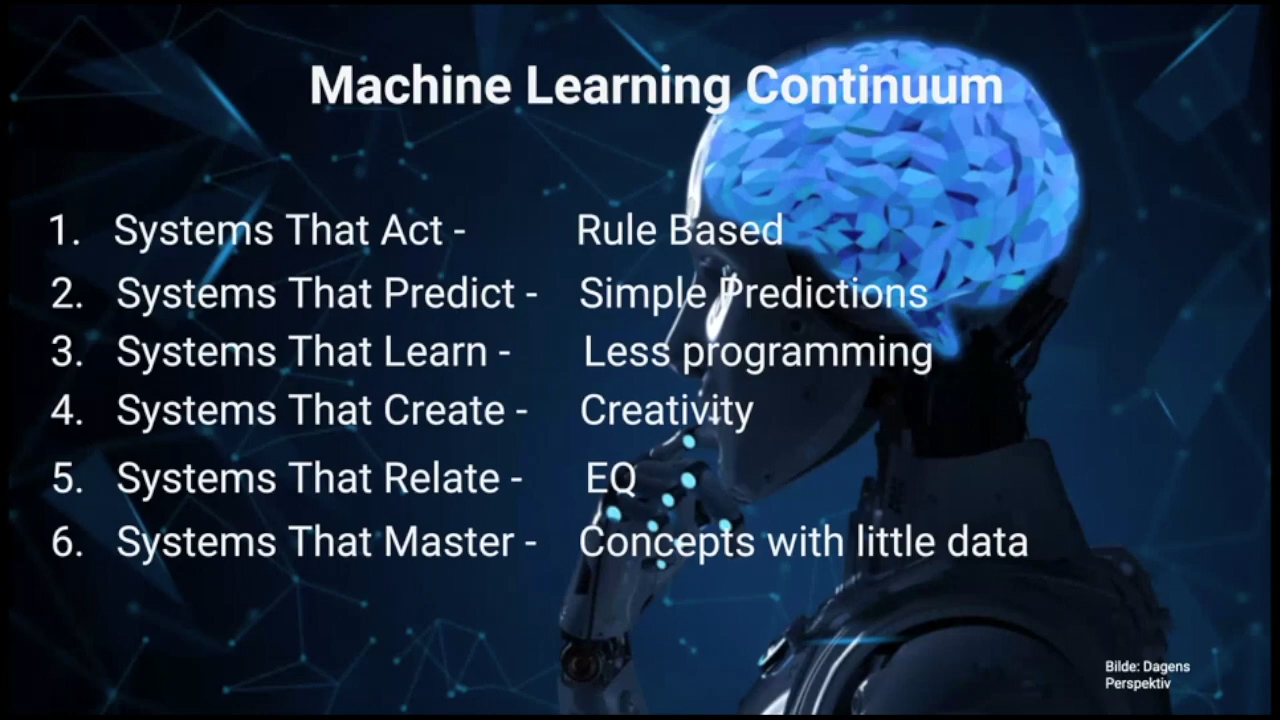 Machine Learning Continuum
1. Systems That Act - Rule Based
2. Systems That Predict - Simple Predictions
3. Systems That Learn - Less programming
4. Systems That Create - Creativity
5. Systems That Relate - EQ
6. Systems That Master - Concepts with little data
Bilde: Dagens
Perspektiv